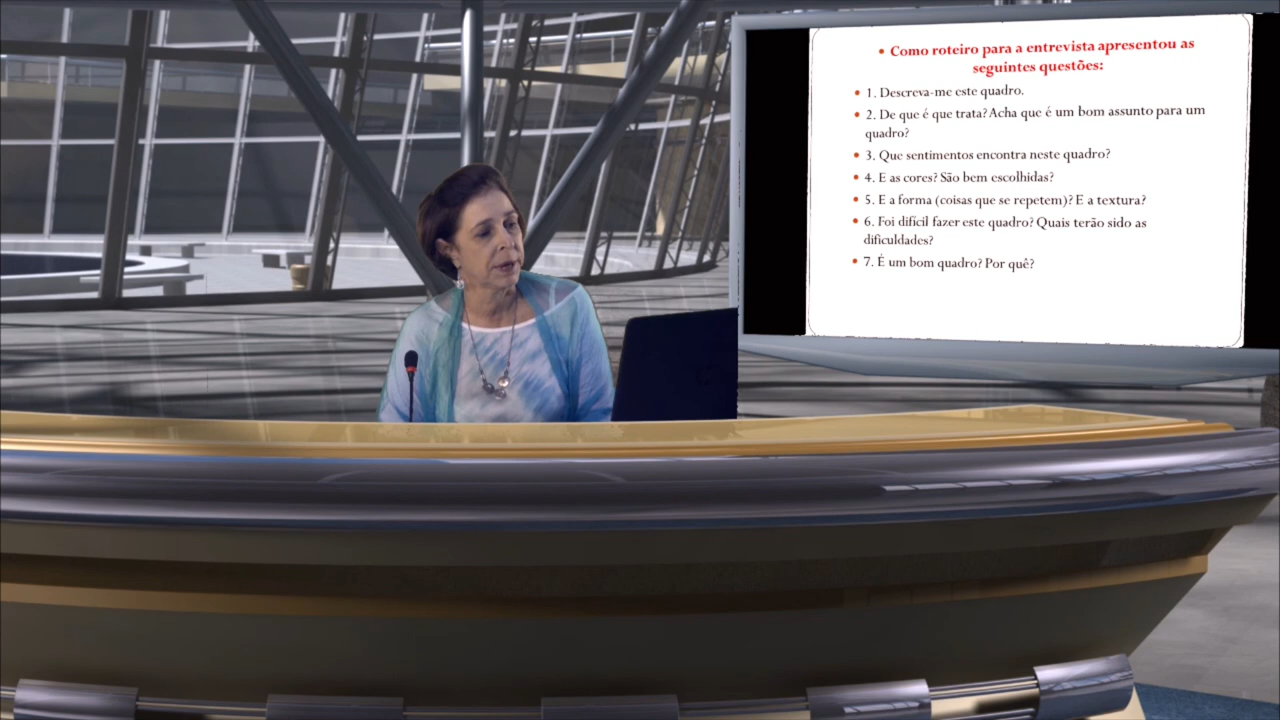 • Como roteiro para a entrevista apresentou as
seguintes questões:
• 1. Descreva-me este quadro.
• 2. De que é que trata? Acha que é um bom assunto para um
quadro?
• 3. Que sentimentos encontra neste quadro?
• 4. E as cores? São bem escolhidas?
• 5. E a forma (coisas que se repetem)? E a textura?
• 6. Foi difícil fazer este quadro? Quais terão sido as
dificuldades?
• 7. É um bom quadro? Por quê?